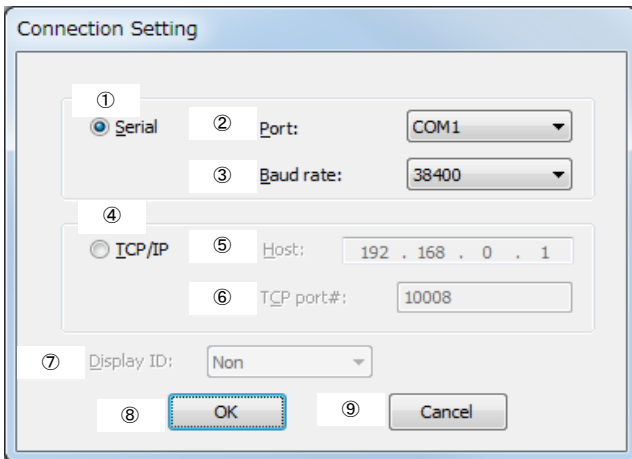 Connection Setting
①
Serial ② Port: COM1
③ Baud rate: 38400
④
TCP/IP ⑤ Host: 192 . 168 . 0 . 1
⑥ TCP port#: 10008
⑦ Display ID: Non
⑧ OK ⑨ Cancel